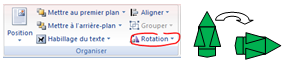 Position
Mettre au premier plan
Mettre à l'arrière-plan
Habillage du texte
Aligner
Grouper
Rotation
Organiser